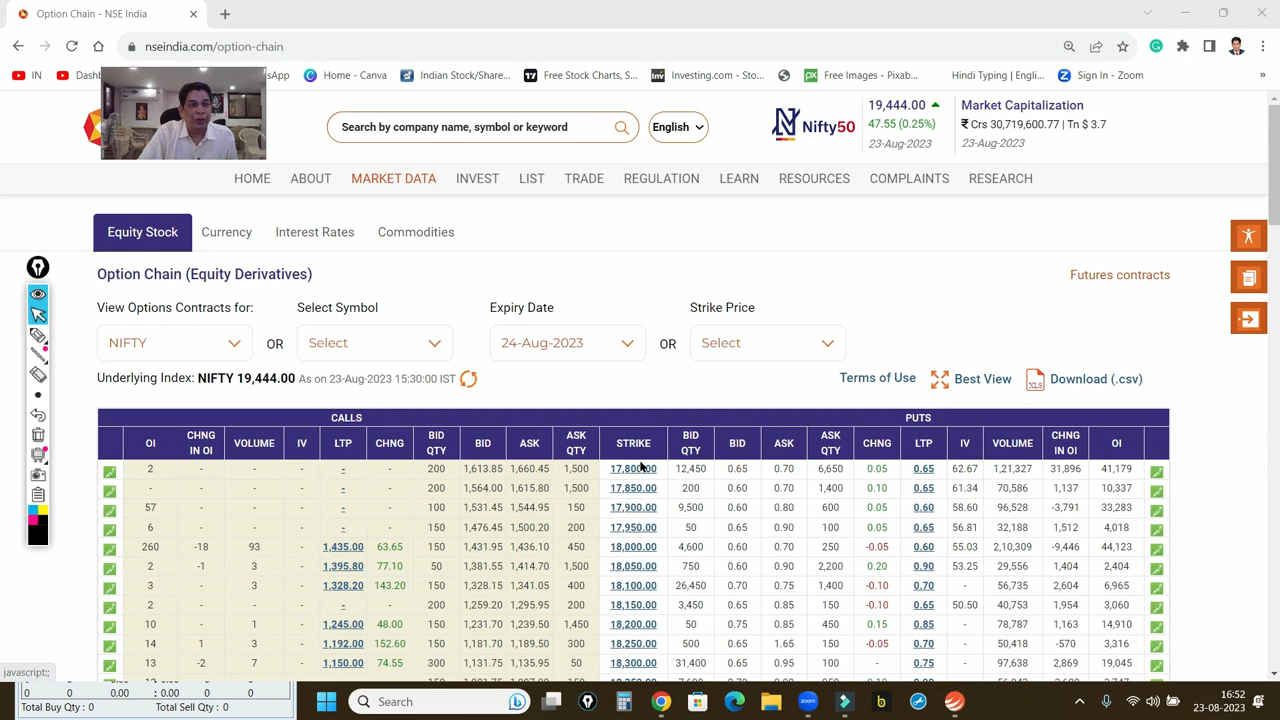 Option Chain - NSE India
nseindia.com/option-chain
IN Dashb App Home - Canva Indian Stock/Share... Free Stock Charts, S... Investing.com - Sto... Free Images - Pixab... Hindi Typing | Engli... Sign In - Zoom »
Search by company name, symbol or keyword English Nifty50 19,444.00 47.55 (0.25%) 23-Aug-2023 Market Capitalization ₹ Crs 30,719,600.77 | Tn $ 3.7 23-Aug-2023
HOME ABOUT MARKET DATA INVEST LIST TRADE REGULATION LEARN RESOURCES COMPLAINTS RESEARCH
Equity Stock Currency Interest Rates Commodities
Option Chain (Equity Derivatives) Futures contracts
View Options Contracts for: Select Symbol Expiry Date Strike Price
NIFTY OR Select 24-Aug-2023 OR Select
Underlying Index: NIFTY 19,444.00 As on 23-Aug-2023 15:30:00 IST Terms of Use Best View XLS Download (.csv)
CALLS PUTS
OI CHNG IN OI VOLUME IV LTP CHNG BID QTY BID ASK ASK QTY STRIKE BID QTY BID ASK ASK QTY CHNG LTP IV VOLUME CHNG IN OI OI
2 - - - - - 200 1,613.85 1,660.45 1,500 17,800.00 12,450 0.65 0.70 6,650 0.05 0.65 62.67 1,21,327 31,896 41,179
- - - - - - 200 1,564.00 1,615.80 1,500 17,850.00 200 0.60 0.70 1,400 0.10 0.60 61.34 70,586 1,137 10,337
57 - - - - - 100 1,531.45 1,544.95 150 17,900.00 9,500 0.60 0.80 600 0.05 0.60 58.60 96,528 -3,791 33,283
6 - - - - - 150 1,476.45 1,500.20 200 17,950.00 50 0.60 0.90 100 0.05 0.65 56.81 32,188 1,512 4,018
260 -18 93 - 1,435.00 63.65 150 1,431.95 1,436.10 450 18,000.00 4,600 0.60 0.70 250 -0.05 0.60 55.03 2,10,309 -9,446 44,123
2 -1 3 - 1,395.80 77.10 50 1,381.55 1,414.70 1,500 18,050.00 750 0.60 0.90 2,200 0.20 0.90 53.25 29,556 1,404 2,404
3 - 3 - 1,328.20 143.20 150 1,328.15 1,341.05 400 18,100.00 26,450 0.70 0.75 1,400 -0.10 0.70 - 56,735 2,604 6,965
2 - - - - - 150 1,259.20 1,295.95 200 18,150.00 3,450 0.65 0.85 150 -0.10 0.65 50.50 40,753 1,954 3,060
10 - 1 - 1,245.00 48.00 150 1,231.70 1,239.50 1,450 18,200.00 50 0.75 0.85 450 0.15 0.85 - 78,787 1,163 14,910
14 1 3 - 1,192.00 152.60 150 1,181.70 1,189.50 300 18,250.00 500 0.65 1.65 150 -0.05 0.70 - 50,418 -570 3,316
13 -2 7 - 1,150.00 74.55 300 1,131.75 1,135.95 50 18,300.00 31,400 0.75 0.95 100 - 0.75 - 97,638 2,869 19,045
javascript:;
0 0 0.00 : 0.00 0 0
Total Buy Qty : 0 Total Sell Qty : 0
Search zoom b 16:52
23-08-2023